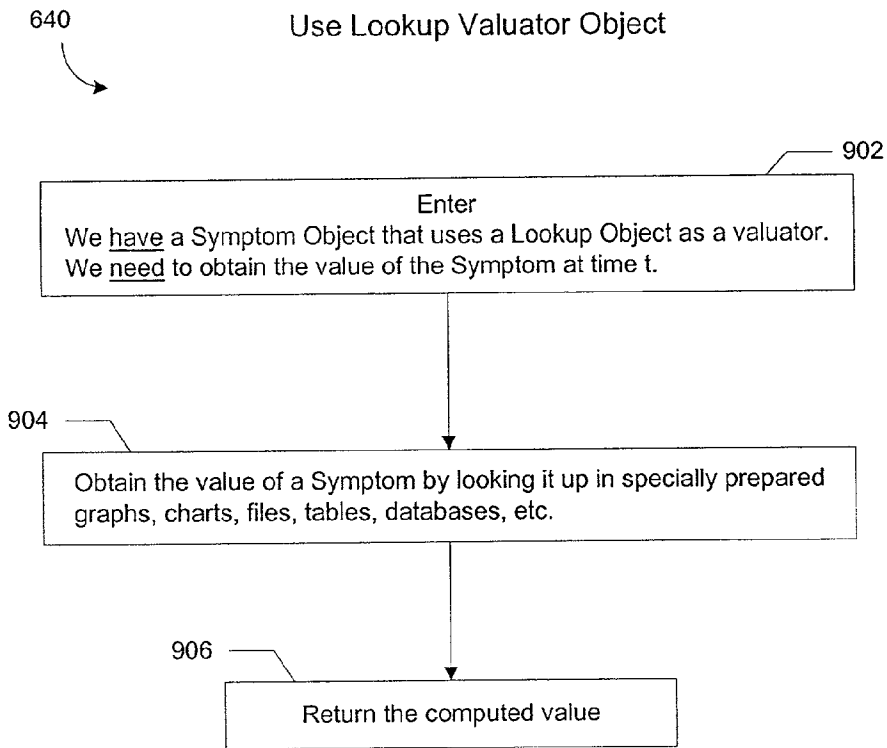 640
Use Lookup Valuator Object
902
Enter
We have a Symptom Object that uses a Lookup Object as a valuator.
We need to obtain the value of the Symptom at time t.
904
Obtain the value of a Symptom by looking it up in specially prepared
graphs, charts, files, tables, databases, etc.
906
Return the computed value